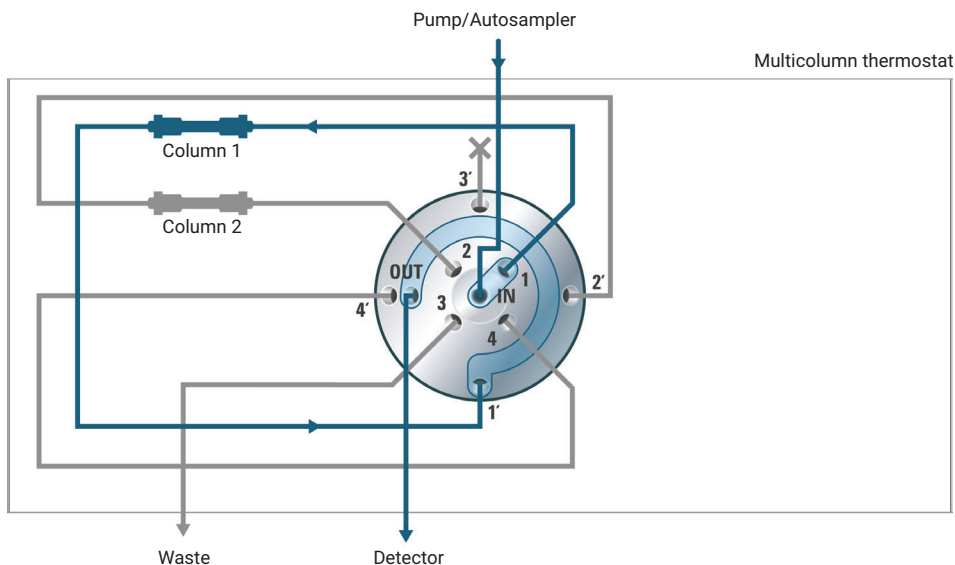 Pump/Autosampler
Multicolumn thermostat
Column 1
3′
Column 2
2
OUT
1
2′
IN
4′
3
4
1′
Waste
Detector